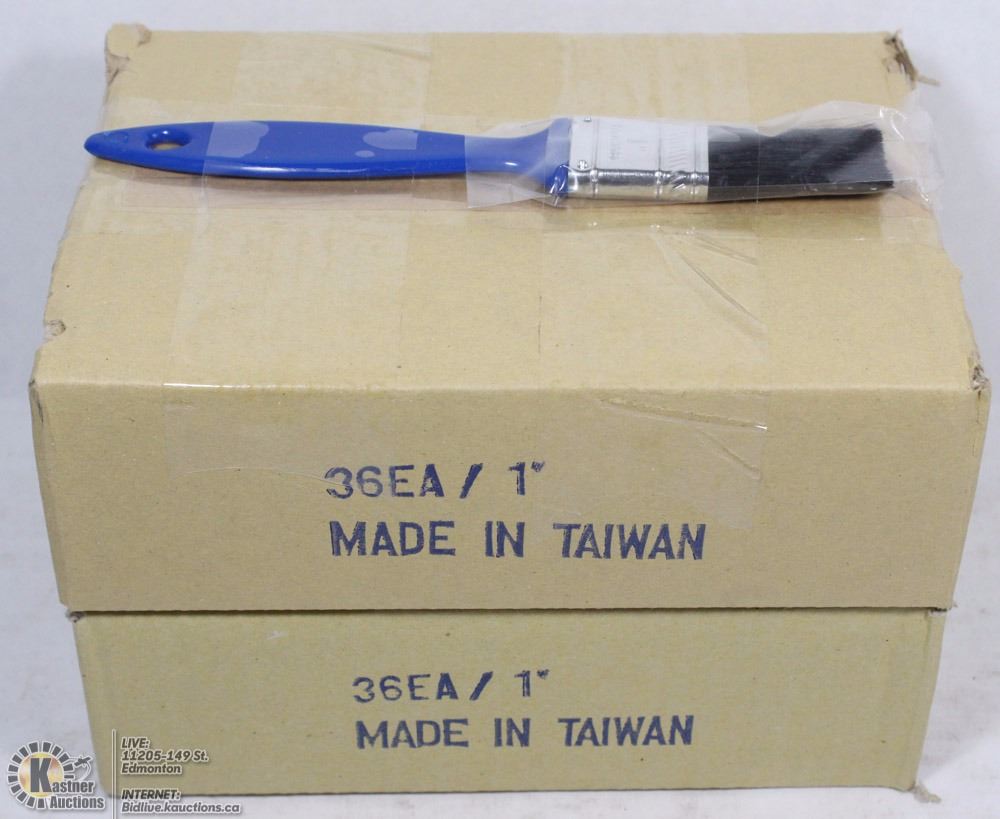 1"
36EA / 1"
MADE IN TAIWAN
36EA / 1"
MADE IN TAIWAN
Kastner
Auctions
LIVE:
11205-149 St.
Edmonton
INTERNET:
Bidlive.kauctions.ca